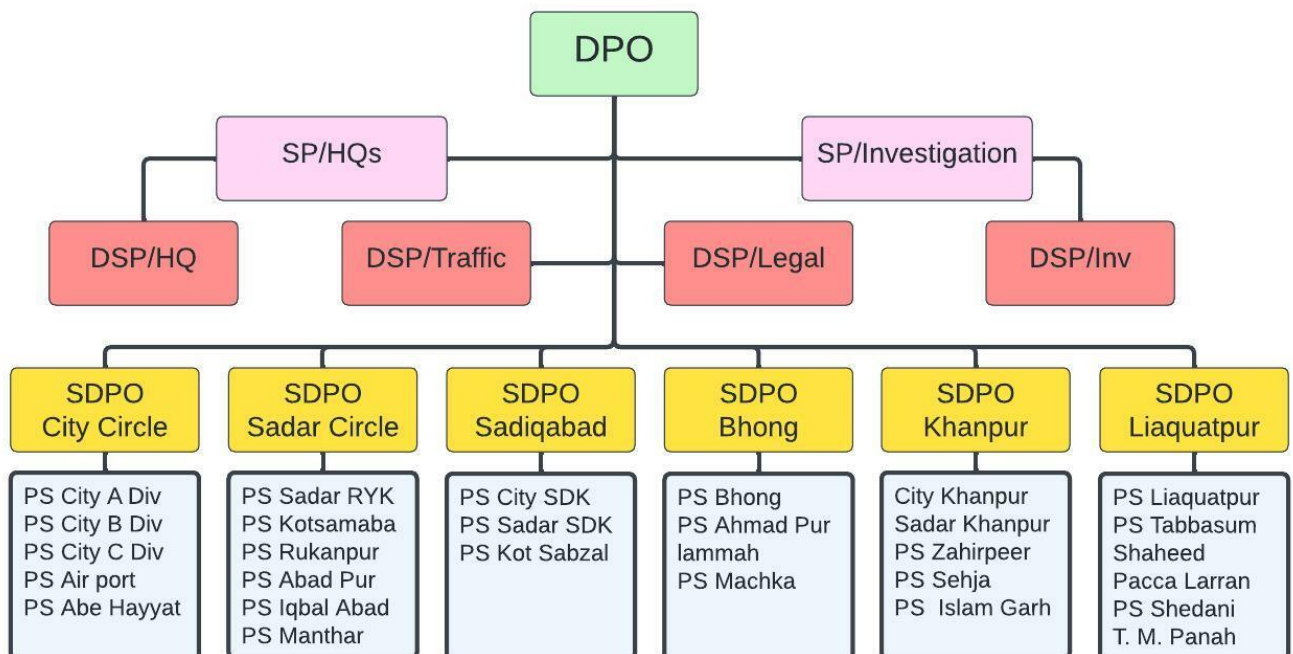 DPO
SP/HQs
SP/Investigation
DSP/HQ
DSP/Traffic
DSP/Legal
DSP/Inv
SDPO
City Circle
SDPO
Sadar Circle
SDPO
Sadiqabad
SDPO
Bhong
SDPO
Khanpur
SDPO
Liaquatpur
PS City A Div
PS City B Div
PS City C Div
PS Air port
PS Abe Hayyat
PS Sadar RYK
PS Kotsamaba
PS Rukanpur
PS Abad Pur
PS Iqbal Abad
PS Manthar
PS City SDK
PS Sadar SDK
PS Kot Sabzal
PS Bhong
PS Ahmad Pur
lammah
PS Machka
City Khanpur
Sadar Khanpur
PS Zahirpeer
PS Sehja
PS  Islam Garh
PS Liaquatpur
PS Tabbasum
Shaheed
Pacca Larran
PS Shedani
T. M. Panah